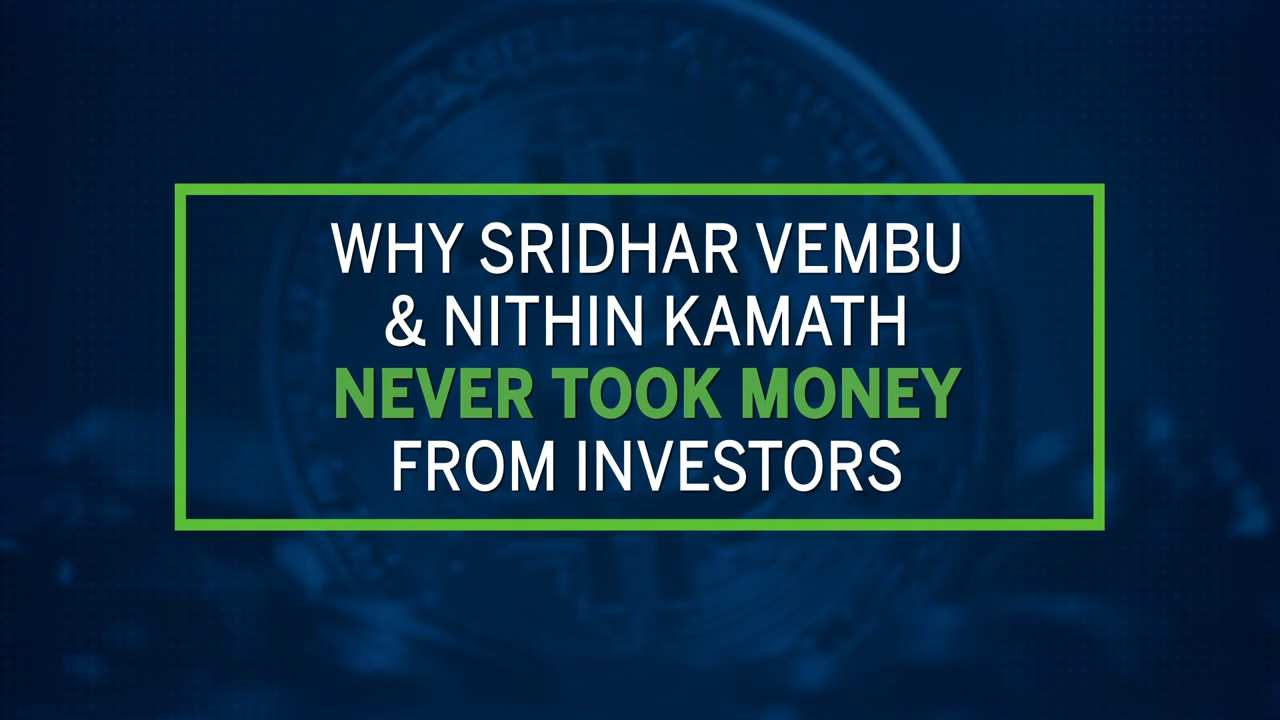 WHY SRIDHAR VEMBU
& NITHIN KAMATH
NEVER TOOK MONEY
FROM INVESTORS